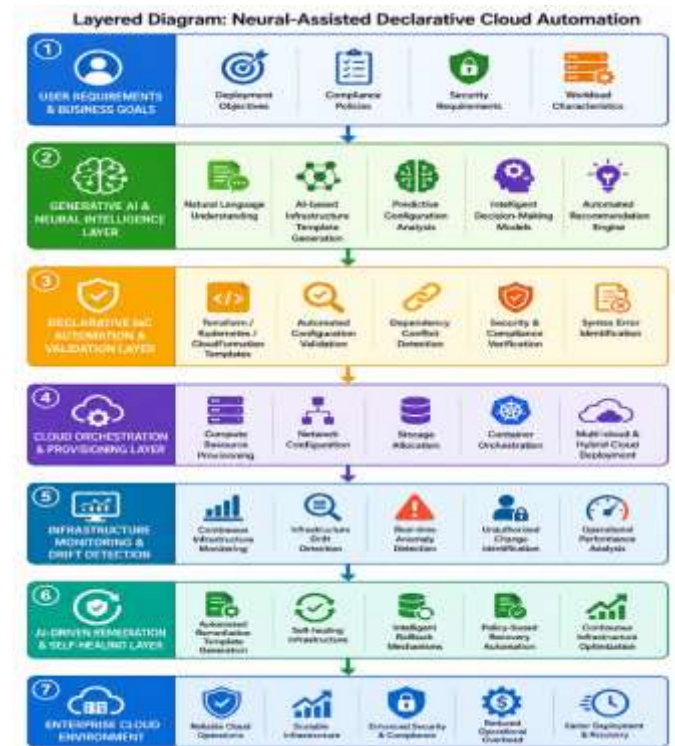 Layered Diagram: Neural-Assisted Declarative Cloud Automation
1
USER REQUIREMENTS
& BUSINESS GOALS
Deployment
Objectives
Compliance
Policies
Security
Requirements
Workload
Characteristics
2
GENERATIVE AI &
NEURAL INTELLIGENCE
LAYER
Natural Language
Understanding
AI-based
Infrastructure
Template
Generation
Predictive
Configuration
Analysis
Intelligent
Decision-Making
Models
Automated
Recommendation
Engine
3
DECLARATIVE IaC
AUTOMATION &
VALIDATION LAYER
</>
Terraform /
Kubernetes /
CloudFormation
Templates
Automated
Configuration
Validation
Dependency
Conflict
Detection
Security &
Compliance
Verification
Syntax Error
Identification
4
CLOUD ORCHESTRATION
& PROVISIONING LAYER
Compute
Resource
Provisioning
Network
Configuration
Storage
Allocation
Container
Orchestration
Multi-cloud &
Hybrid Cloud
Deployment
5
INFRASTRUCTURE
MONITORING &
DRIFT DETECTION
Continuous
Infrastructure
Monitoring
Infrastructure
Drift
Detection
Real-time
Anomaly
Detection
Unauthorized
Change
Identification
Operational
Performance
Analysis
6
AI-DRIVEN REMEDIATION
& SELF-HEALING LAYER
Automated
Remediation
Template
Generation
Self-healing
Infrastructure
Intelligent
Rollback
Mechanisms
Policy-based
Recovery
Automation
Continuous
Infrastructure
Optimization
7
ENTERPRISE CLOUD
ENVIRONMENT
Reliable Cloud
Operations
Scalable
Infrastructure
Enhanced Security
& Compliance
$
Reduced
Operational
Overhead
Faster Deployment
& Recovery